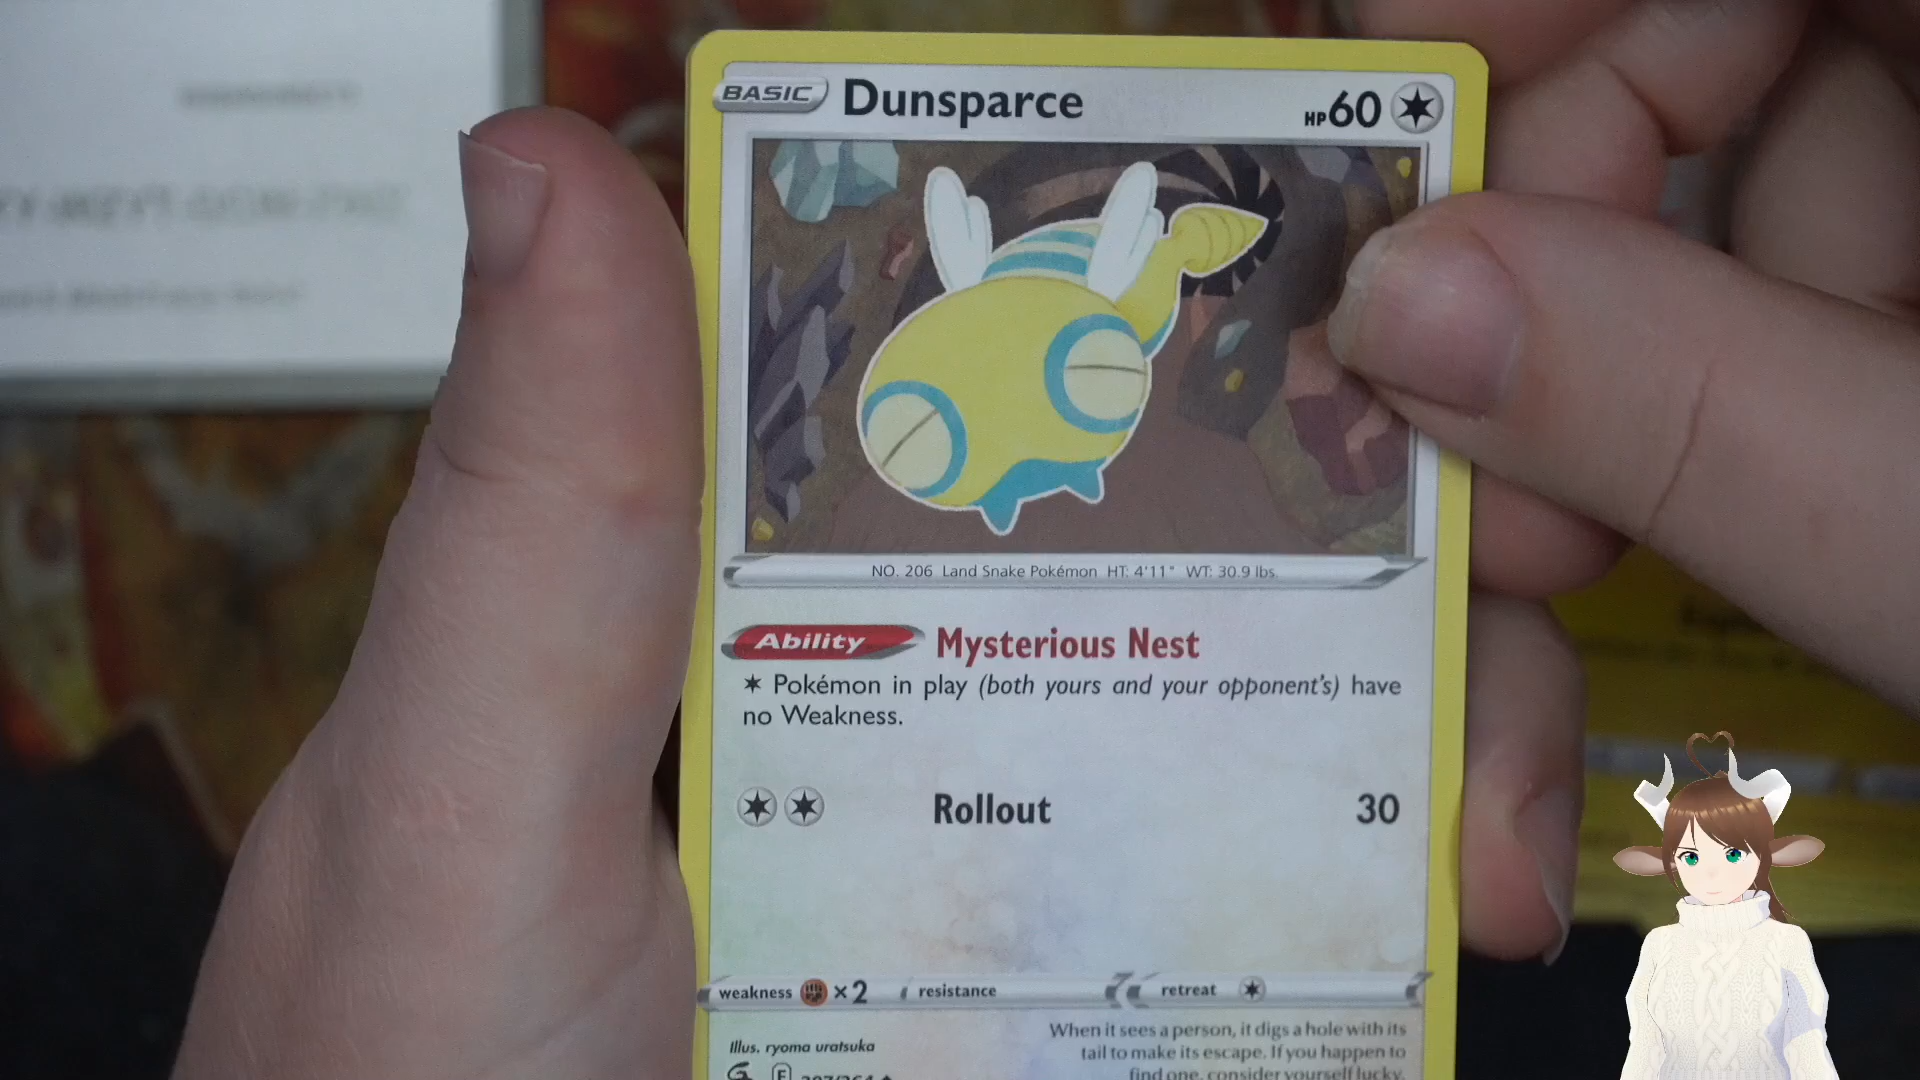 BASIC Dunsparce HP60
NO. 206 Land Snake Pokémon HT: 4'11" WT: 30.9 lbs.
Ability Mysterious Nest
Pokémon in play (both yours and your opponent's) have
no Weakness.
Rollout 30
weakness ×2 resistance retreat
When it sees a person, it digs a hole with its
tail to make its escape. If you happen to
find one, consider yourself lucky.
Illus. ryoma uratsuka
E